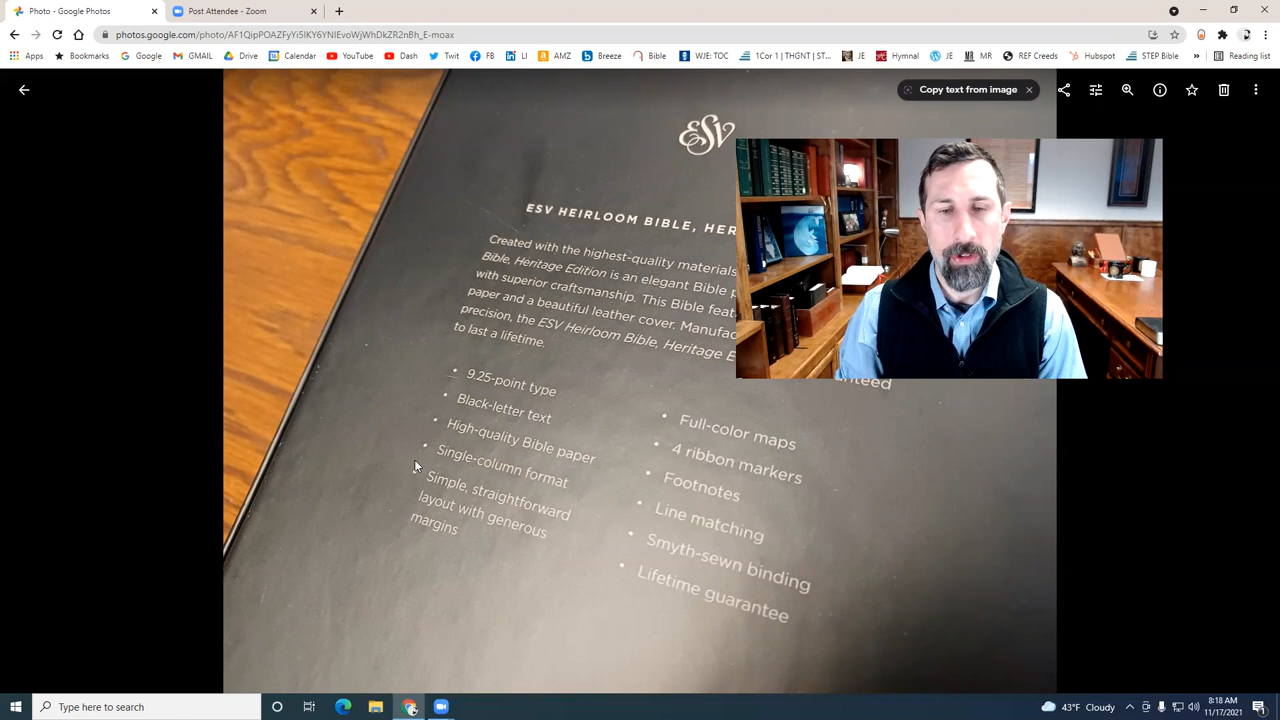 Photo - Google Photos
Post Attendee - Zoom
photos.google.com/photo/AF1QipPOAZFyYi5IKY6YNIEvoWjWhDkZR2nBh_E-moax
Apps Bookmarks Google GMAIL Drive Calendar YouTube Dash Twit FB LI AMZ Breeze Bible WJE: TOC 1Cor 1 | THGNT | ST... JE Hymnal JE MR REF Creeds Hubspot STEP Bible » Reading list
Copy text from image
ESV
ESV HEIRLOOM BIBLE, HER
Created with the highest-quality materials
Bible, Heritage Edition is an elegant Bible p
with superior craftsmanship. This Bible feat
paper and a beautiful leather cover. Manufac
precision, the ESV Heirloom Bible, Heritage E
to last a lifetime.
anteed
• 9.25-point type
• Black-letter text
• High-quality Bible paper
• Single-column format
• Simple, straightforward
layout with generous
margins
• Full-color maps
• 4 ribbon markers
• Footnotes
• Line matching
• Smyth-sewn binding
• Lifetime guarantee
Type here to search
43°F Cloudy
8:18 AM
11/17/2021